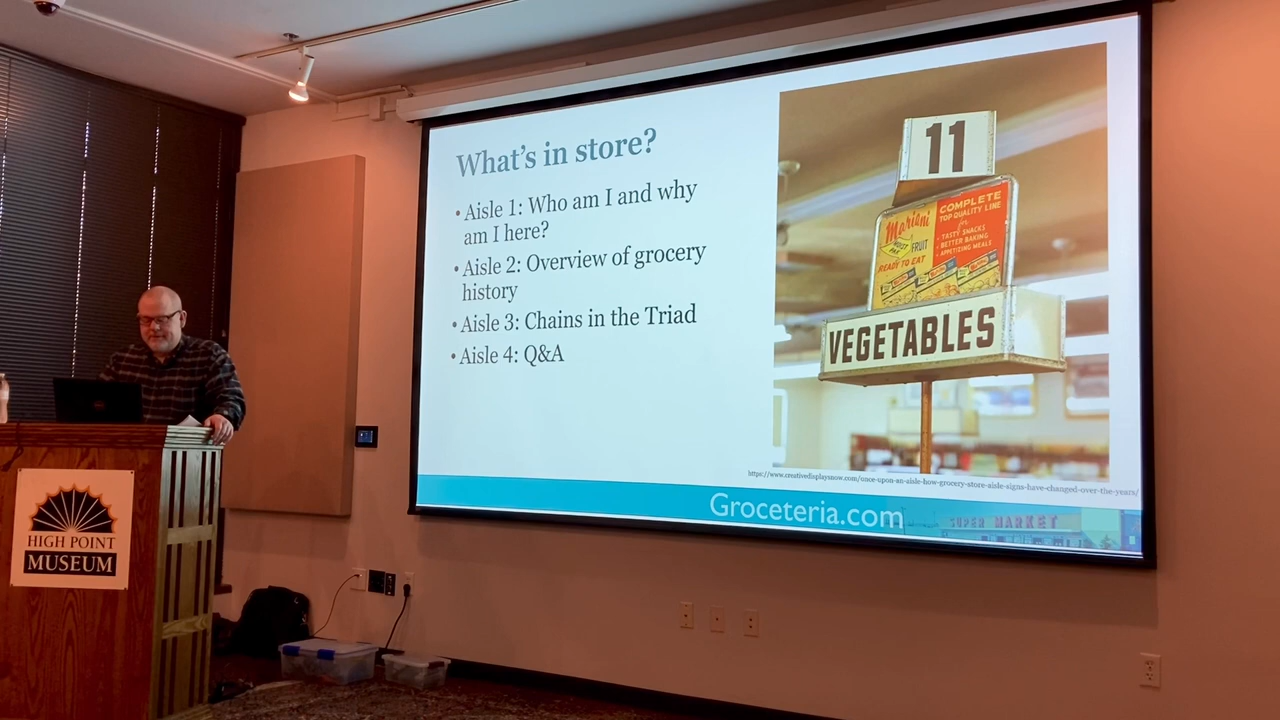 What's in store?
• Aisle 1: Who am I and why
am I here?
• Aisle 2: Overview of grocery
history
• Aisle 3: Chains in the Triad
• Aisle 4: Q&A
11
Mariani
FRUIT
READY TO EAT
COMPLETE
TOP QUALITY LINE
for
• TASTY SNACKS
• BETTER BAKING
• APPETIZING MEALS
VEGETABLES
https://www.creativedisplaysnow.com/once-upon-an-aisle-how-grocery-store-aisle-signs-have-changed-over-the-years/
Groceteria.com
SUPER MARKET
HIGH POINT
MUSEUM